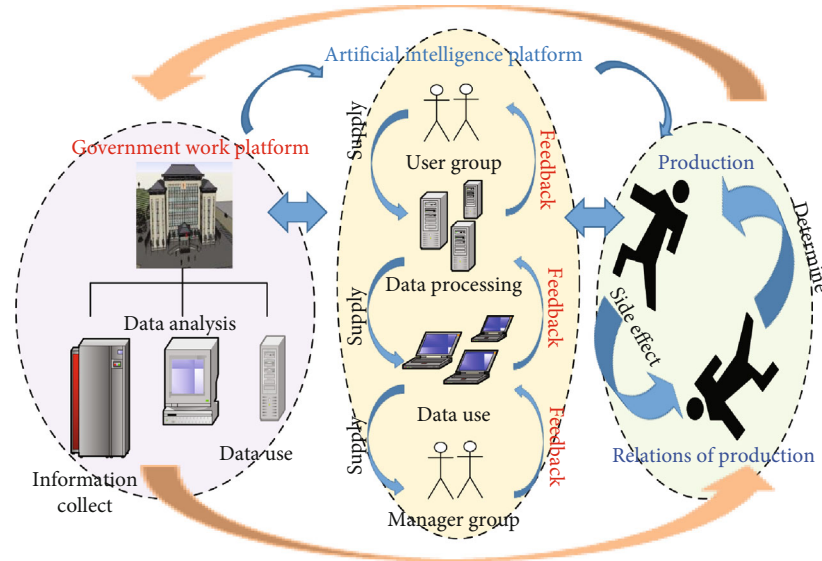 Artificial intelligence platform
Government work platform
Data analysis
Information
collect
Data use
Supply
User group
Feedback
Data processing
Supply
Feedback
Data use
Supply
Feedback
Manager group
Production
Determine
Side effect
Relations of production